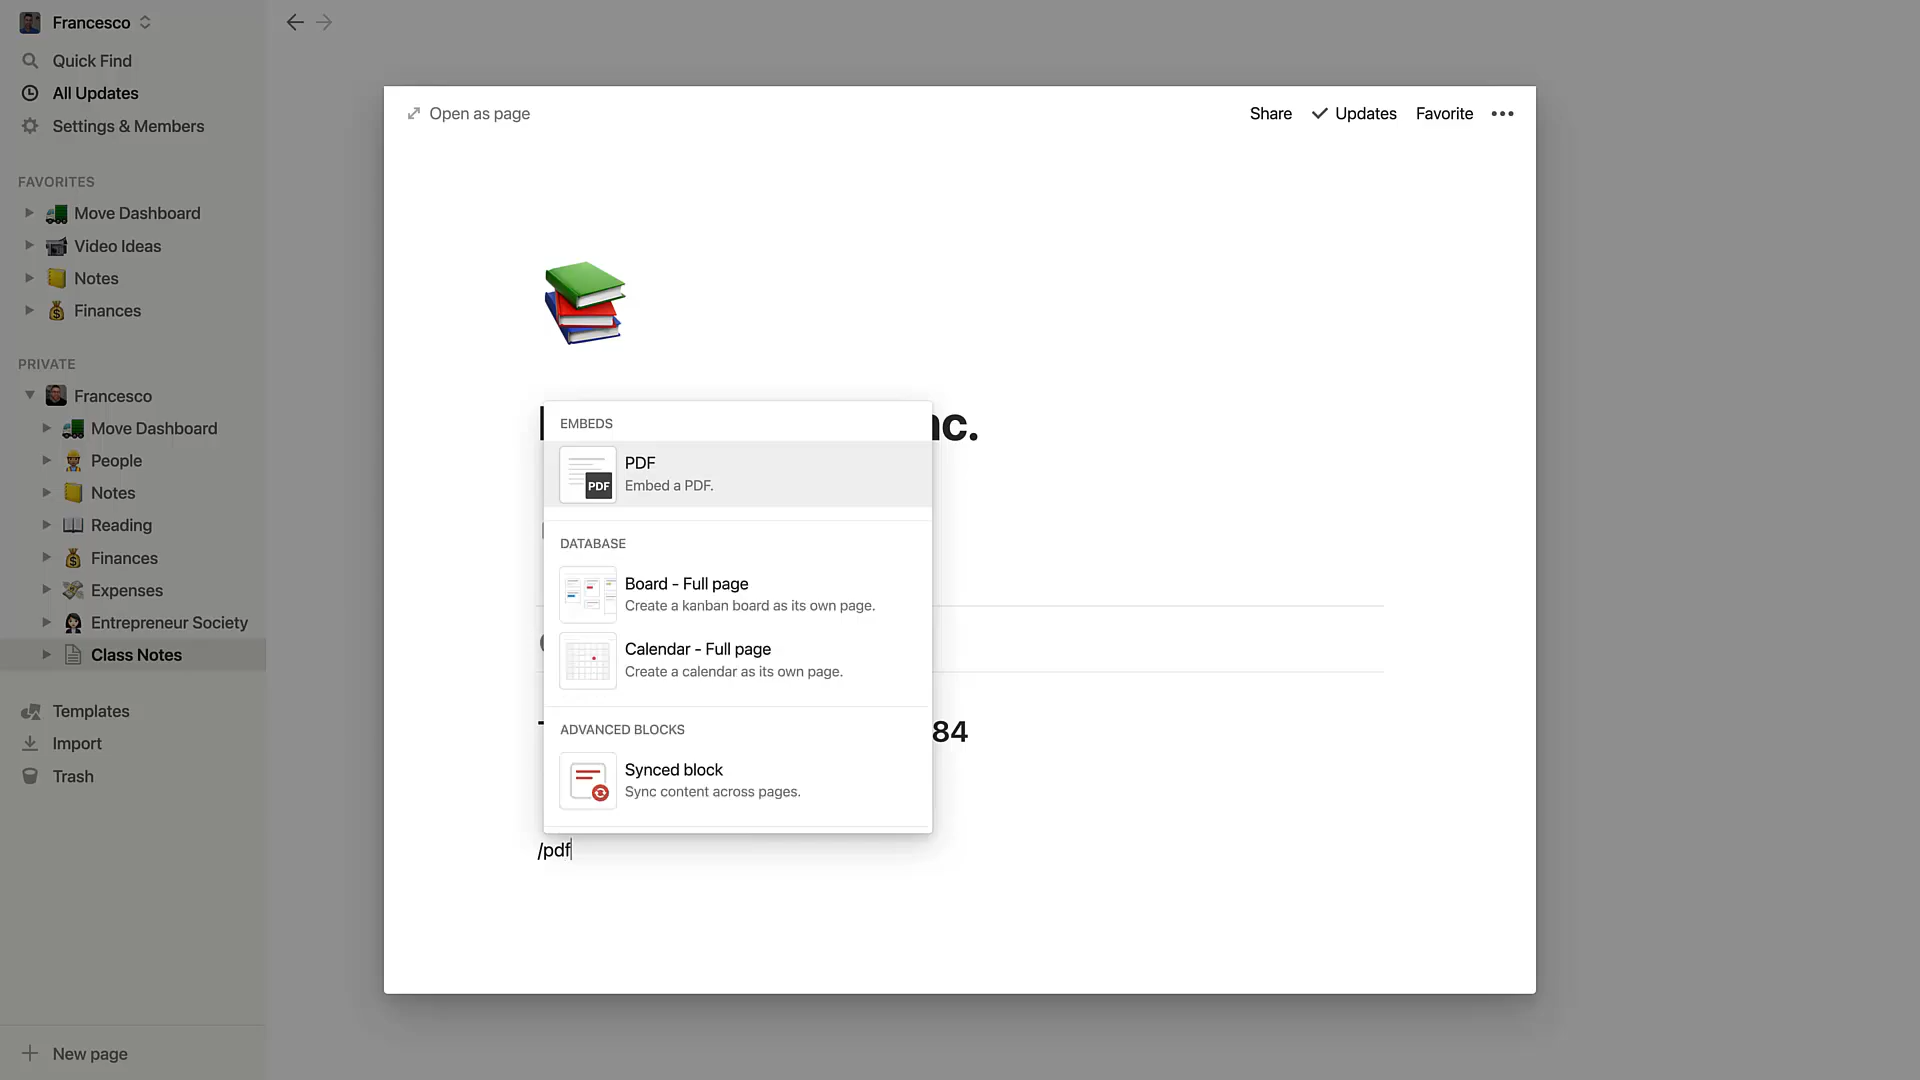 Francesco
Quick Find
All Updates
Settings & Members
FAVORITES
Move Dashboard
Video Ideas
Notes
Finances
PRIVATE
Francesco
Move Dashboard
People
Notes
Reading
Finances
Expenses
Entrepreneur Society
Class Notes
Templates
Import
Trash
New page
Open as page
Share
Updates
Favorite
EMBEDS
PDF
PDF
Embed a PDF.
DATABASE
Board - Full page
Create a kanban board as its own page.
Calendar - Full page
Create a calendar as its own page.
ADVANCED BLOCKS
Synced block
Sync content across pages.
84
/pdf